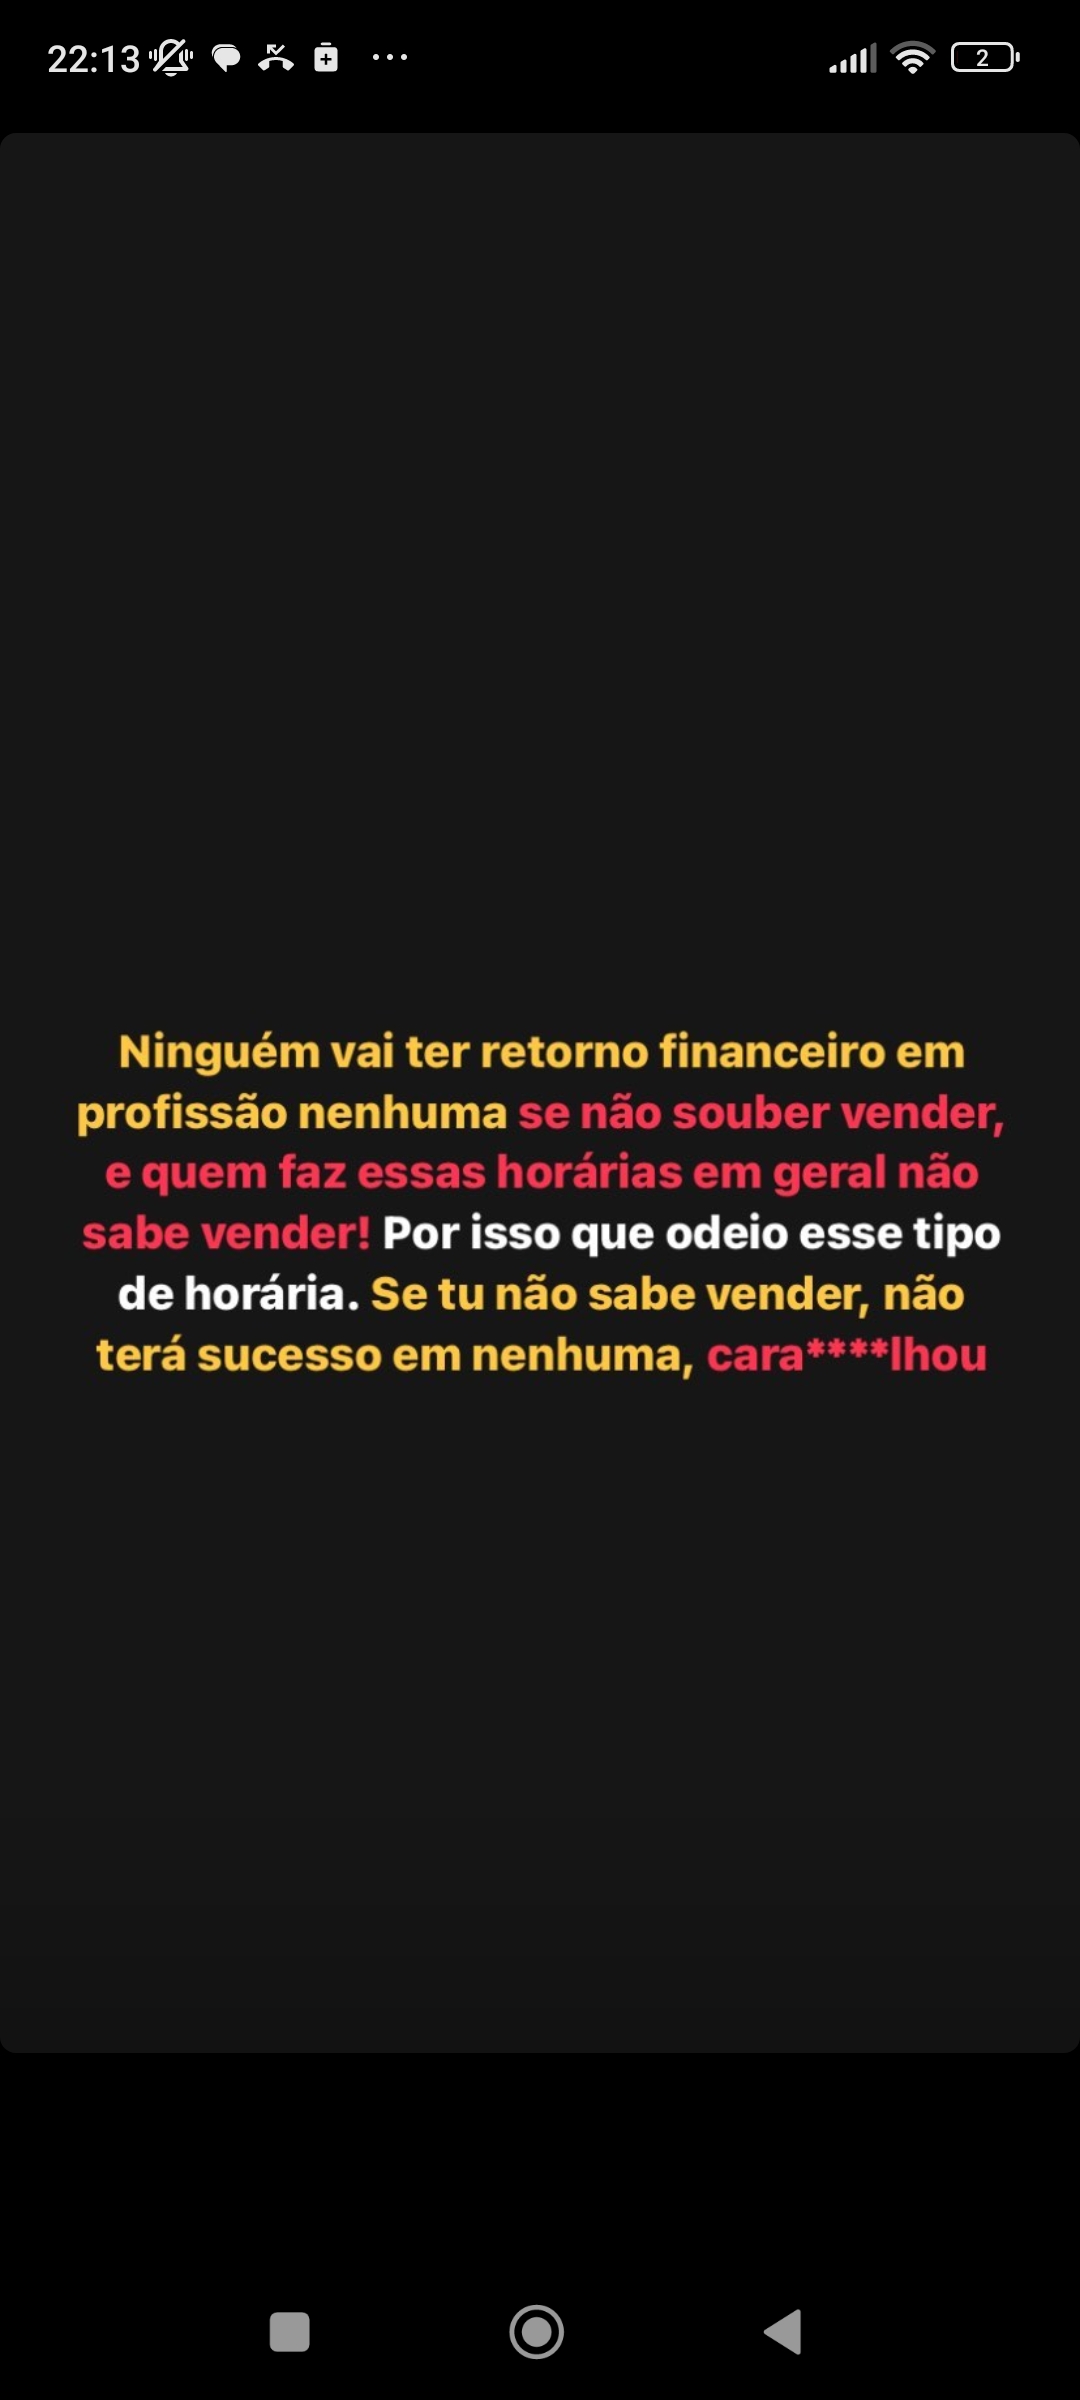 22:13
2
Ninguém vai ter retorno financeiro em
profissão nenhuma se não souber vender,
e quem faz essas horárias em geral não
sabe vender! Por isso que odeio esse tipo
de horária. Se tu não sabe vender, não
terá sucesso em nenhuma, cara****lhou